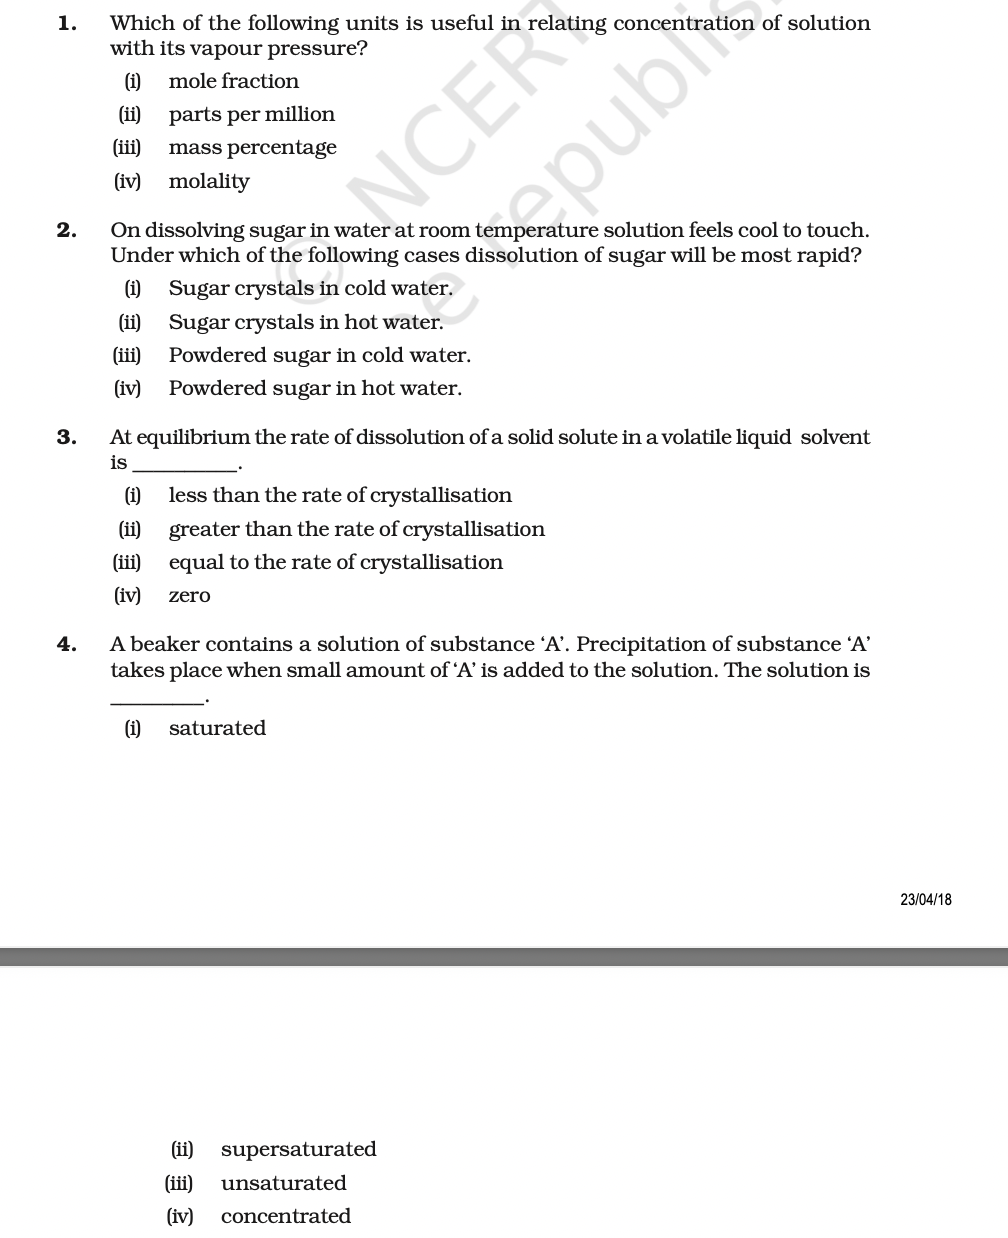 1. Which of the following units is useful in relating concentration of solution
with its vapour pressure?
(i) mole fraction
(ii) parts per million
(iii) mass percentage
(iv) molality
2. On dissolving sugar in water at room temperature solution feels cool to touch.
Under which of the following cases dissolution of sugar will be most rapid?
(i) Sugar crystals in cold water.
(ii) Sugar crystals in hot water.
(iii) Powdered sugar in cold water.
(iv) Powdered sugar in hot water.
3. At equilibrium the rate of dissolution of a solid solute in a volatile liquid solvent
is __________.
(i) less than the rate of crystallisation
(ii) greater than the rate of crystallisation
(iii) equal to the rate of crystallisation
(iv) zero
4. A beaker contains a solution of substance ‘A’. Precipitation of substance ‘A’
takes place when small amount of ‘A’ is added to the solution. The solution is
_________.
(i) saturated
23/04/18
(ii) supersaturated
(iii) unsaturated
(iv) concentrated
© NCERT
e republis